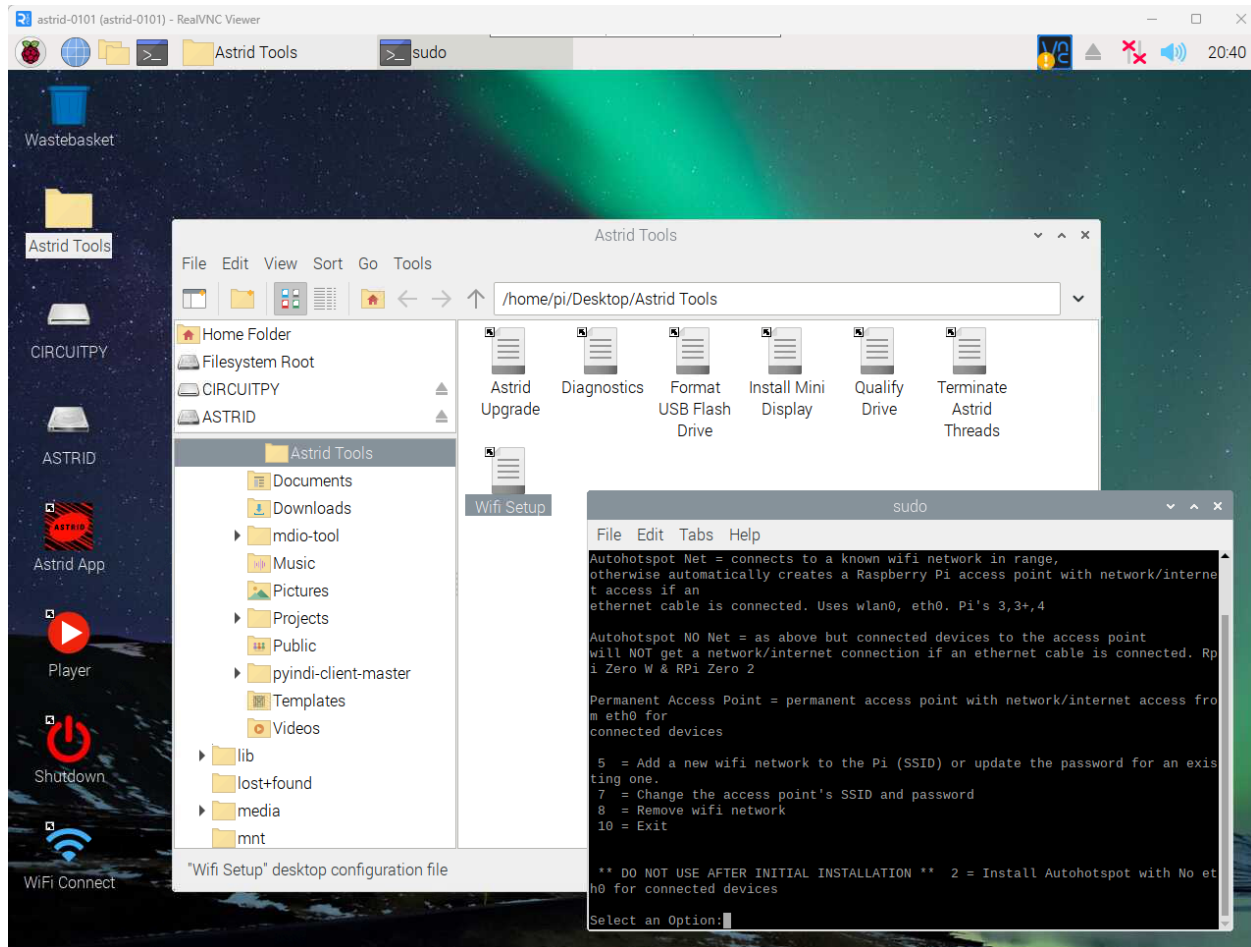 astrid-0101 (astrid-0101) - RealVNC Viewer
Astrid Tools
sudo
20:40
Wastebasket
Astrid Tools
CIRCUITPY
ASTRID
ASTRID
Astrid App
Player
Shutdown
WiFi Connect
Astrid Tools
File Edit View Sort Go Tools
/home/pi/Desktop/Astrid Tools
Home Folder
Filesystem Root
CIRCUITPY
ASTRID
Astrid Tools
Documents
Downloads
mdio-tool
Music
Pictures
Projects
Public
pyindi-client-master
Templates
Videos
lib
lost+found
media
mnt
Astrid
Upgrade
Diagnostics
Format
USB Flash
Drive
Install Mini
Display
Qualify
Drive
Terminate
Astrid
Threads
Wifi Setup
"Wifi Setup" desktop configuration file
sudo
File Edit Tabs Help
Autohotspot Net = connects to a known wifi network in range,
otherwise automatically creates a Raspberry Pi access point with network/interne
t access if an
ethernet cable is connected. Uses wlan0, eth0. Pi's 3,3+,4
Autohotspot NO Net = as above but connected devices to the access point
will NOT get a network/internet connection if an ethernet cable is connected. Rp
i Zero W & RPi Zero 2
Permanent Access Point = permanent access point with network/internet access fro
m eth0 for
connected devices
5 = Add a new wifi network to the Pi (SSID) or update the password for an exis
ting one.
7 = Change the access point's SSID and password
8 = Remove wifi network
10 = Exit
** DO NOT USE AFTER INITIAL INSTALLATION ** 2 = Install Autohotspot with No et
h0 for connected devices
Select an Option: